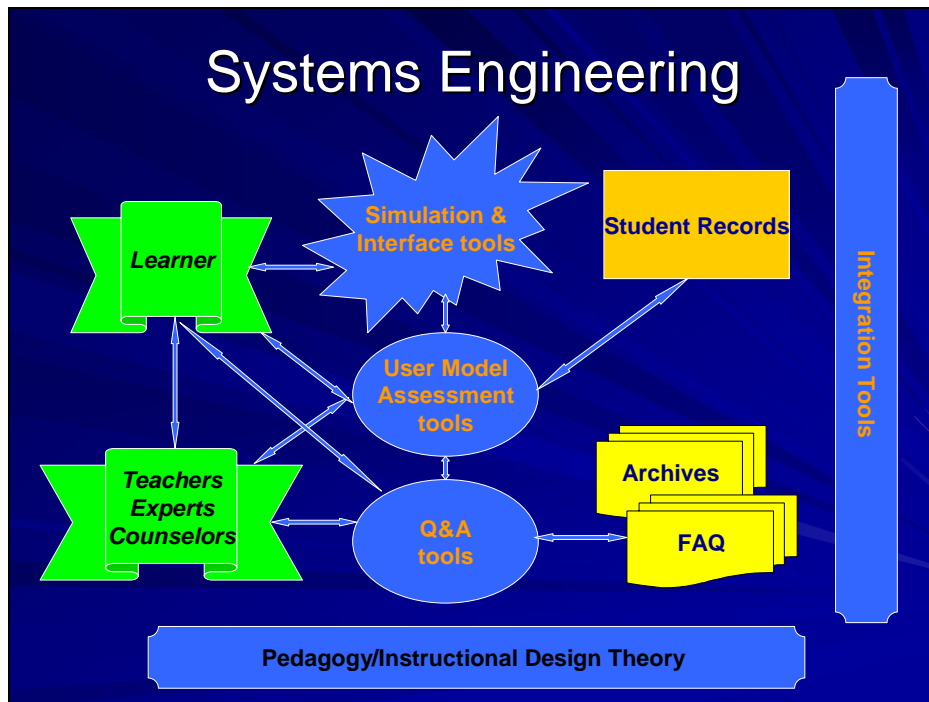 Systems Engineering
Simulation &
Interface tools
Student Records
Learner
Integration Tools
User Model
Assessment
tools
Teachers
Experts
Counselors
Archives
Q&A
tools
FAQ
Pedagogy/Instructional Design Theory